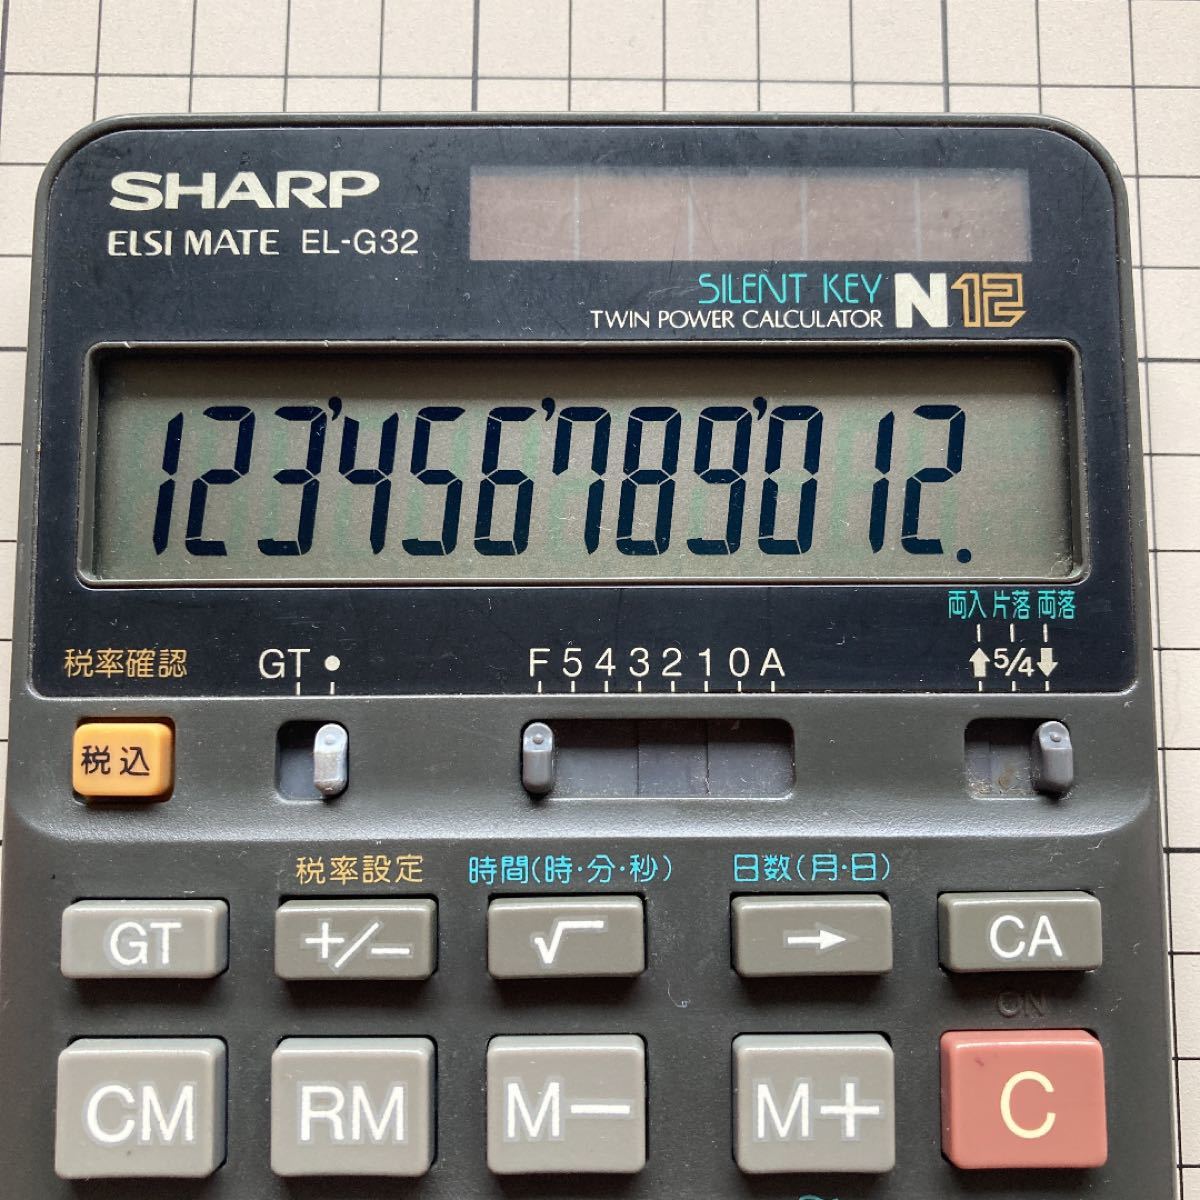 SHARP
ELSI MATE EL-G32
SILENT KEY N12
TWIN POWER CALCULATOR
123'456'789'012.
両入 片落 両落
税率確認 GT • F 5 4 3 2 1 0 A ⬆ 5/4 ⬇
税込
税率設定 時間(時·分·秒) 日数(月·日)
GT +/− √ → CA
ON
CM RM M− M+ C